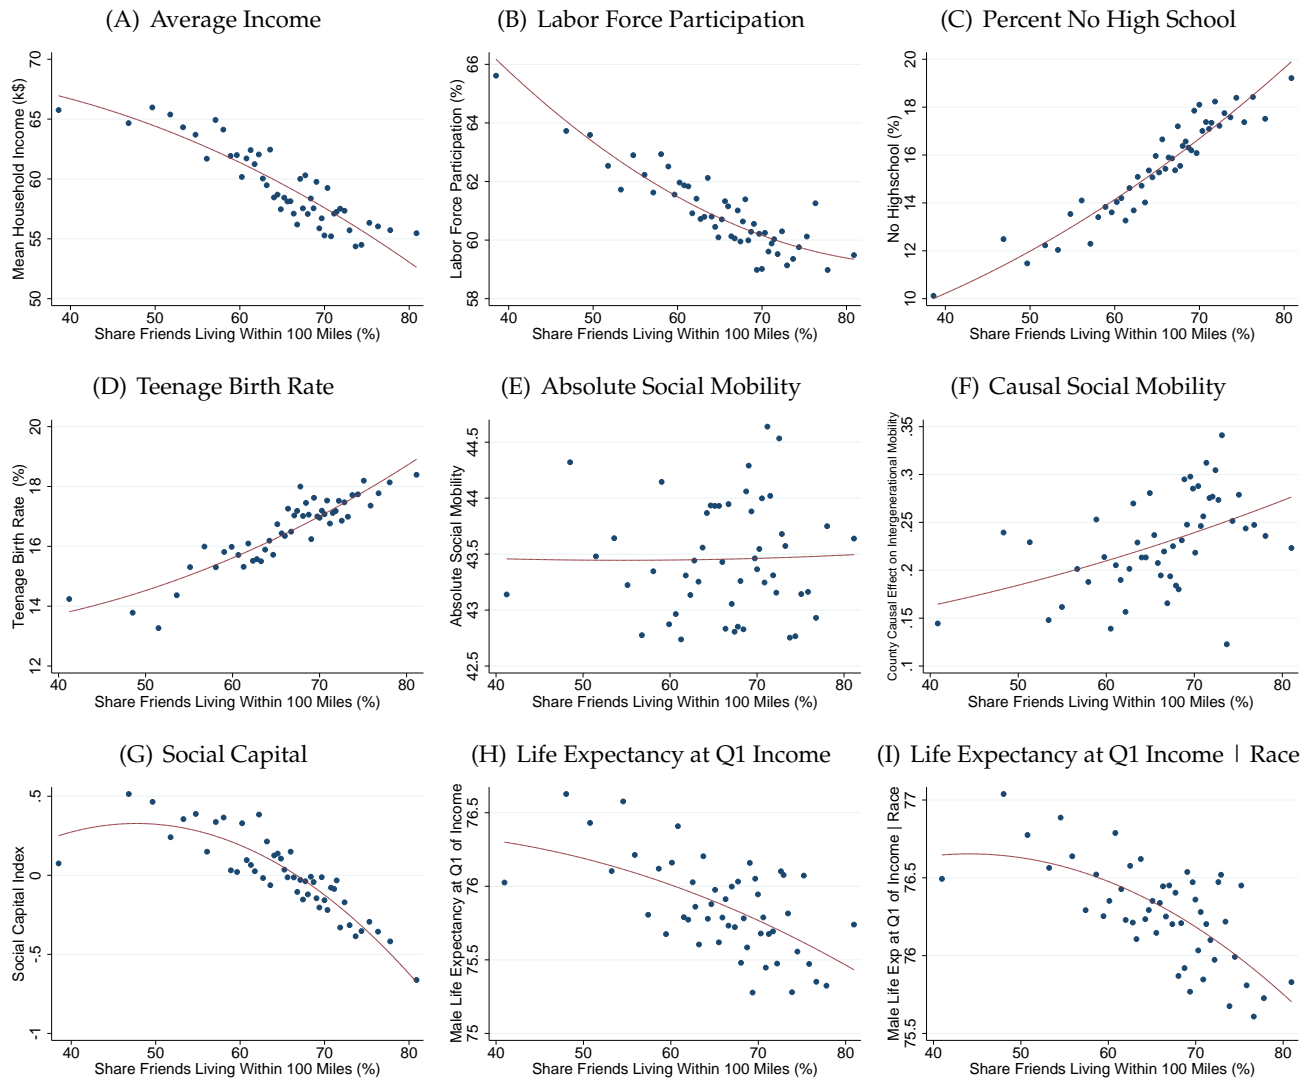 (A) Average Income
70
65
60
55
50
Mean Household Income (k$)
40 50 60 70 80
Share Friends Living Within 100 Miles (%)
(B) Labor Force Participation
66
64
62
60
58
Labor Force Participation (%)
40 50 60 70 80
Share Friends Living Within 100 Miles (%)
(C) Percent No High School
20
18
16
14
12
10
No Highschool (%)
40 50 60 70 80
Share Friends Living Within 100 Miles (%)
(D) Teenage Birth Rate
20
18
16
14
12
Teenage Birth Rate (%)
40 50 60 70 80
Share Friends Living Within 100 Miles (%)
(E) Absolute Social Mobility
44.5
44
43.5
43
42.5
Absolute Social Mobility
40 50 60 70 80
Share Friends Living Within 100 Miles (%)
(F) Causal Social Mobility
.35
.3
.25
.2
.15
.1
County Causal Effect on Intergenerational Mobility
40 50 60 70 80
Share Friends Living Within 100 Miles (%)
(G) Social Capital
.5
0
-.5
-1
Social Capital Index
40 50 60 70 80
Share Friends Living Within 100 Miles (%)
(H) Life Expectancy at Q1 Income
76.5
76
75.5
75
Male Life Expectancy at Q1 of Income
40 50 60 70 80
Share Friends Living Within 100 Miles (%)
(I) Life Expectancy at Q1 Income | Race
77
76.5
76
75.5
Male Life Exp at Q1 of Income | Race
40 50 60 70 80
Share Friends Living Within 100 Miles (%)